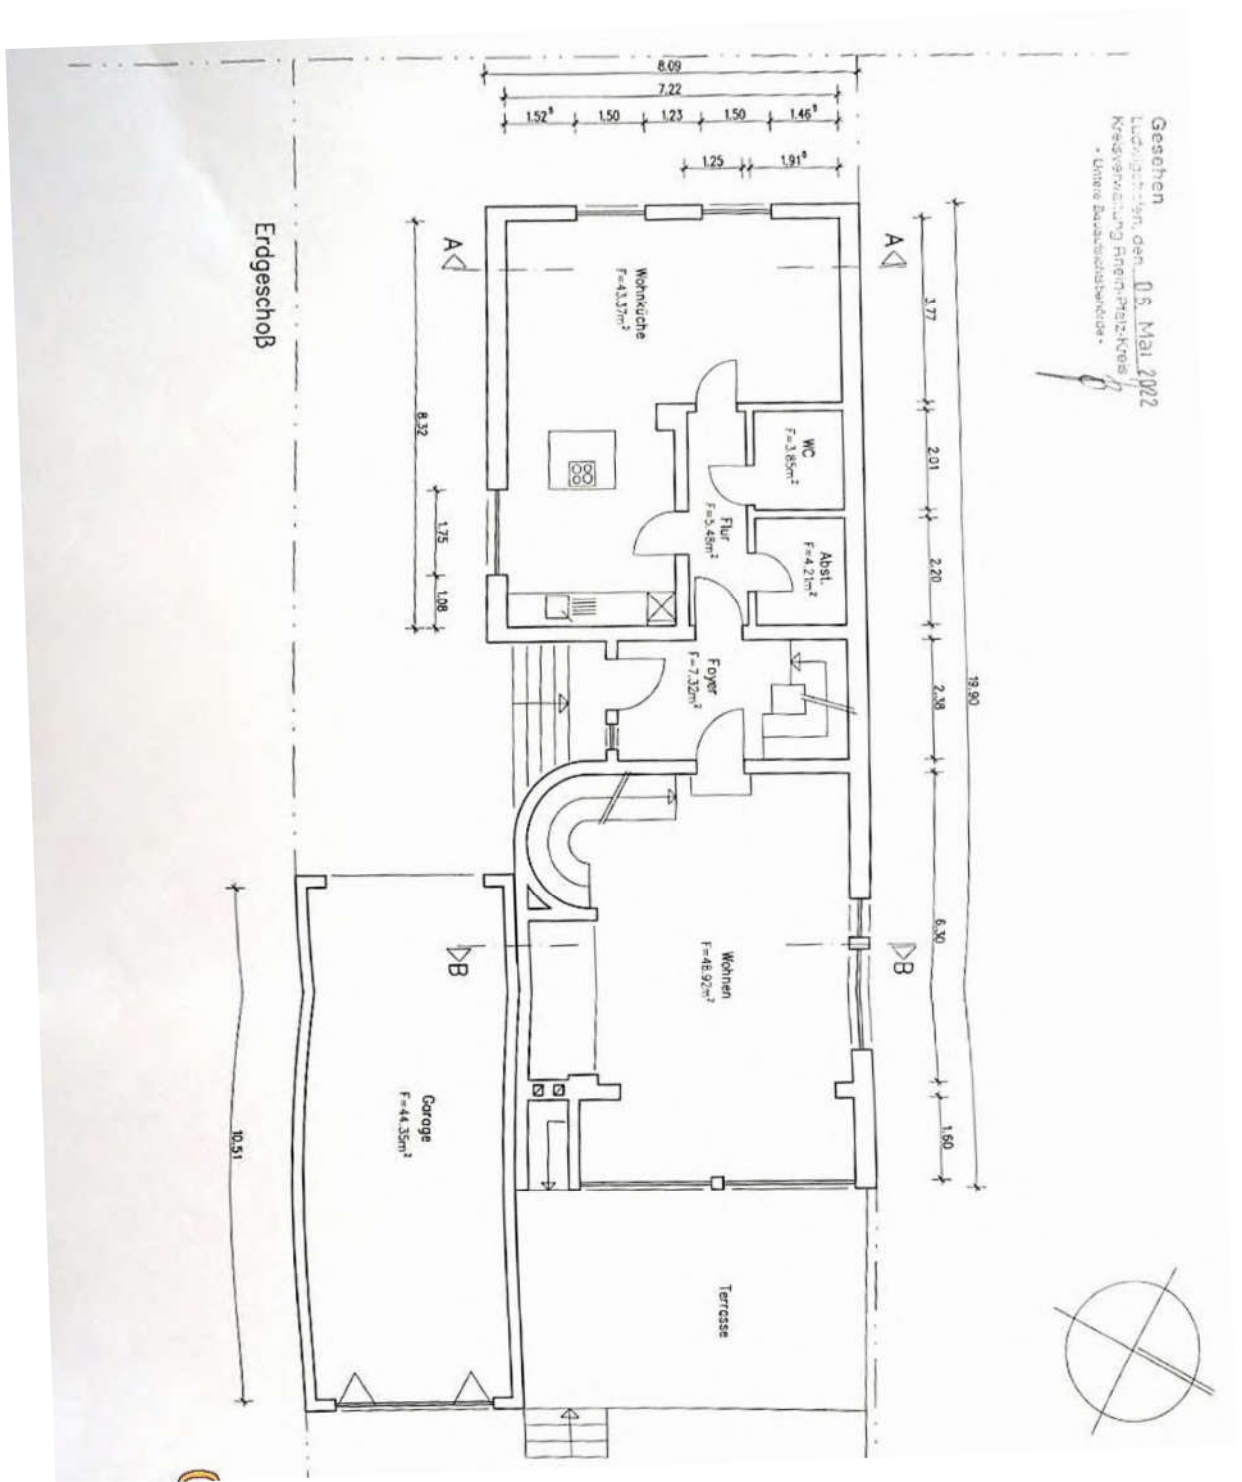 Gesehen
Ludwigshafen, den 06. Mai 2022
Kreisverwaltung Rhein-Pfalz-Kreis
- Untere Bauaufsichtsbehörde -
8.09
7.22
1.52⁵ 1.50 1.23 1.50 1.46⁵
1.25 1.91⁵
A
A
Erdgeschoß
Wohnküche
F=43.37m²
3.77
8.32
WC
F=3.85m²
2.01
Flur
F=5.48m²
Abst.
F=4.21m²
2.20
1.75
1.08
Foyer
F=7.32m²
2.38
19.90
B
B
Wohnen
F=48.92m²
6.30
Garage
F=44.35m²
10.51
1.60
Terrasse